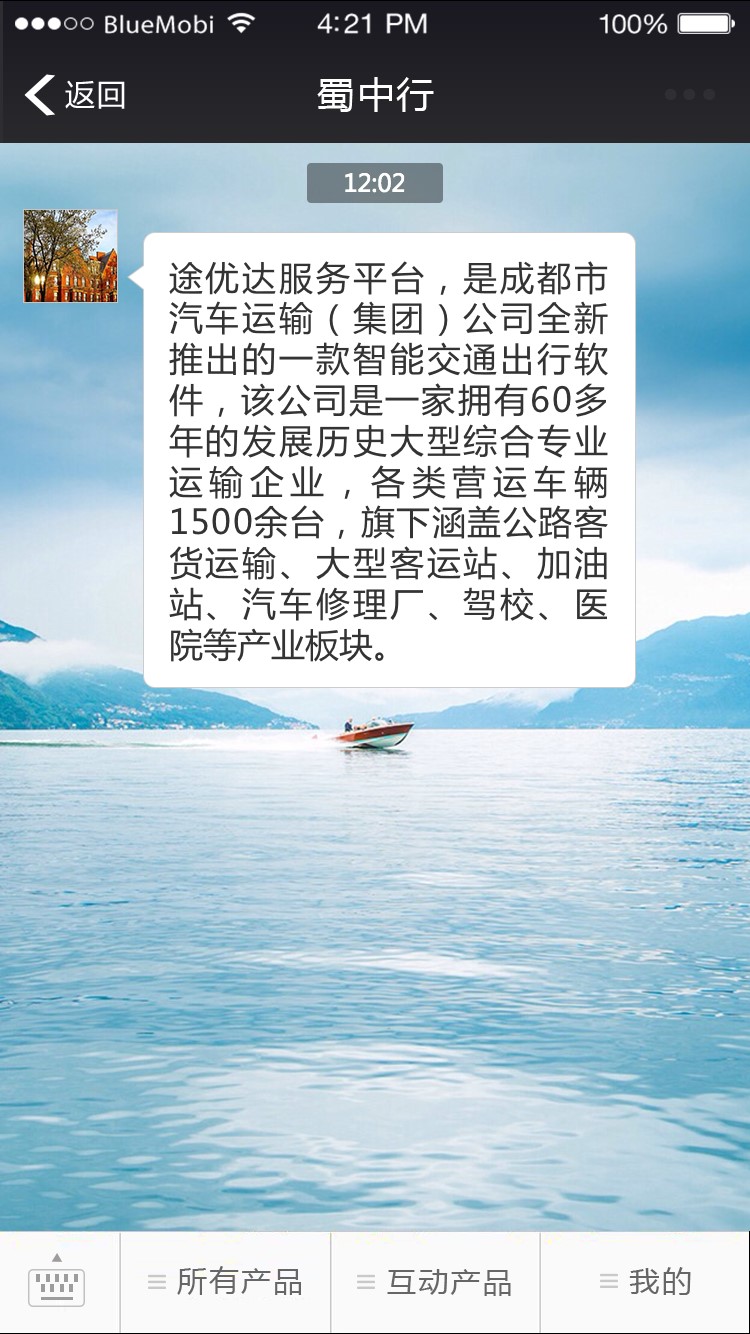 BlueMobi 4:21 PM 100%
返回 蜀中行
12:02
途优达服务平台，是成都市
汽车运输（集团）公司全新
推出的一款智能交通出行软
件，该公司是一家拥有60多
年的发展历史大型综合专业
运输企业，各类营运车辆
1500余台，旗下涵盖公路客
货运输、大型客运站、加油
站、汽车修理厂、驾校、医
院等产业板块。
所有产品 互动产品 我的